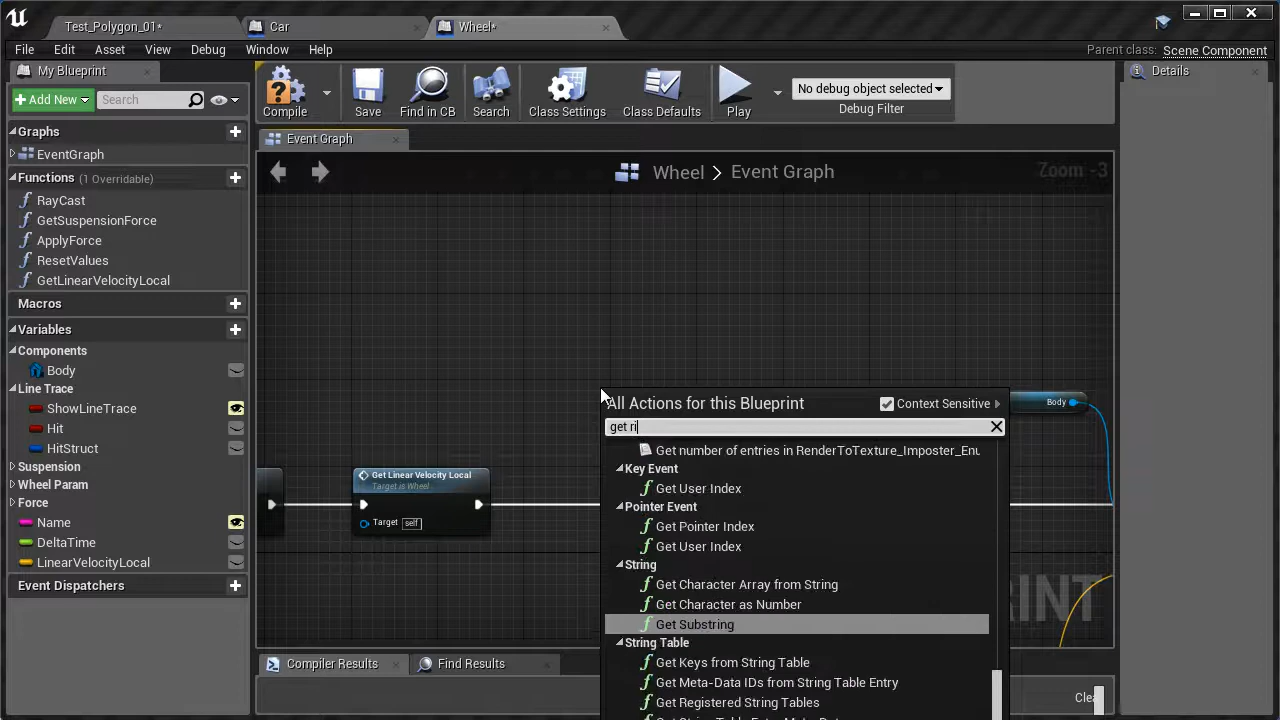 Test_Polygon_01*
Car
Wheel*
File Edit Asset View Debug Window Help
Parent class: Scene Component
My Blueprint
Details
Add New
Search
Compile
Save
Find in CB
Search
Class Settings
Class Defaults
Play
No debug object selected
Debug Filter
Graphs
EventGraph
Functions (1 Overridable)
RayCast
GetSuspensionForce
ApplyForce
ResetValues
GetLinearVelocityLocal
Macros
Variables
Components
Body
Line Trace
ShowLineTrace
Hit
HitStruct
Suspension
Wheel Param
Force
Name
DeltaTime
LinearVelocityLocal
Event Dispatchers
Event Graph
Wheel > Event Graph
Zoom -3
Get Linear Velocity Local
Target is Wheel
Target self
Body
All Actions for this Blueprint
Context Sensitive
get ri
Get number of entries in RenderToTexture_Imposter_Enu
Key Event
Get User Index
Pointer Event
Get Pointer Index
Get User Index
String
Get Character Array from String
Get Character as Number
Get Substring
String Table
Get Keys from String Table
Get Meta-Data IDs from String Table Entry
Get Registered String Tables
Compiler Results
Find Results